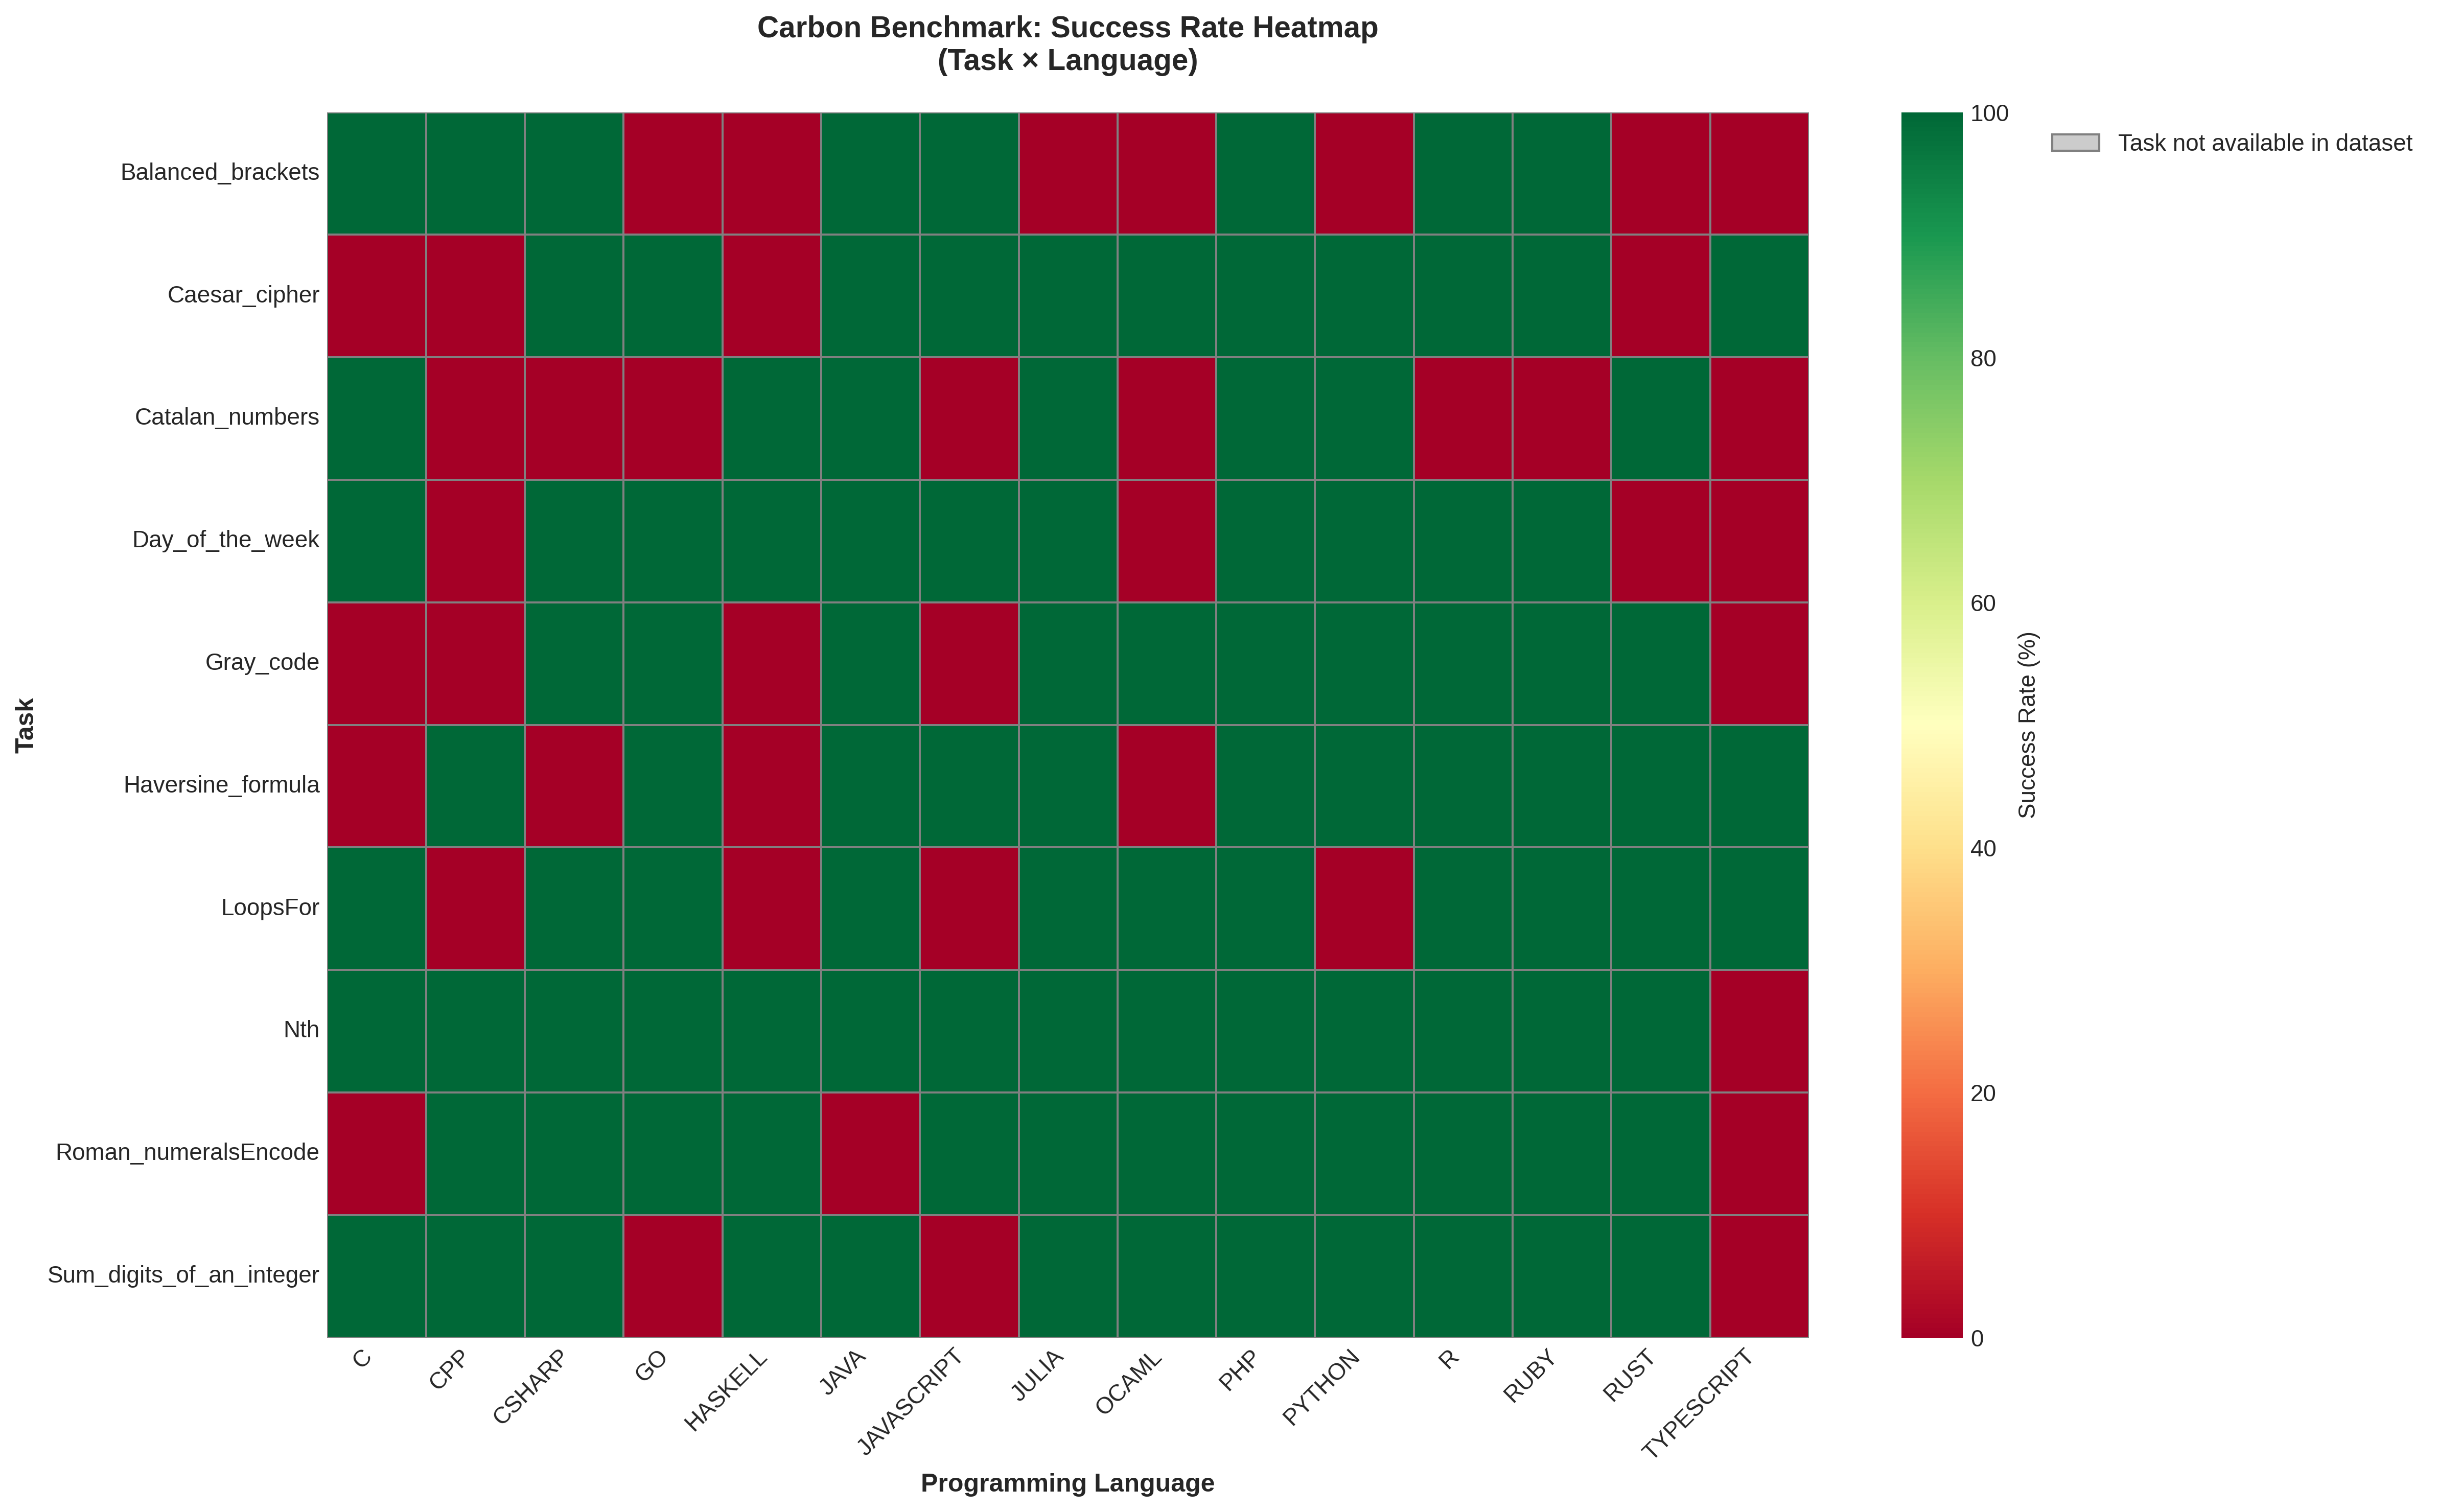 Carbon Benchmark: Success Rate Heatmap
(Task × Language)
Task
Balanced_brackets
Caesar_cipher
Catalan_numbers
Day_of_the_week
Gray_code
Haversine_formula
LoopsFor
Nth
Roman_numeralsEncode
Sum_digits_of_an_integer
C
CPP
CSHARP
GO
HASKELL
JAVA
JAVASCRIPT
JULIA
OCAML
PHP
PYTHON
R
RUBY
RUST
TYPESCRIPT
Programming Language
100
80
60
40
20
0
Success Rate (%)
Task not available in dataset